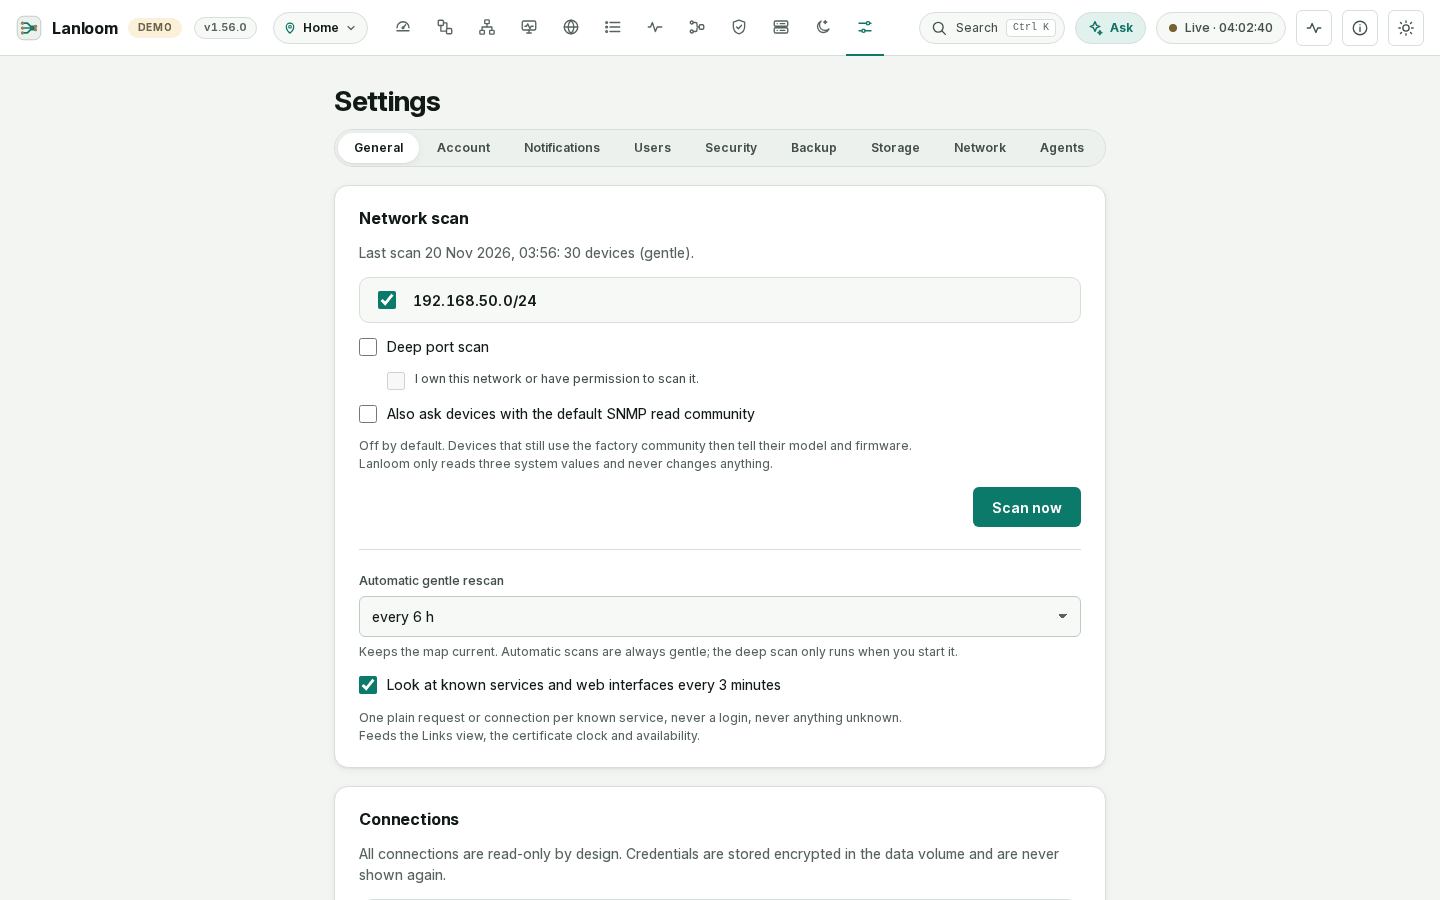 Lanloom DEMO v1.56.0 Home Search Ctrl K Ask Live · 04:02:40
Settings
General Account Notifications Users Security Backup Storage Network Agents
Network scan
Last scan 20 Nov 2026, 03:56: 30 devices (gentle).
192.168.50.0/24
Deep port scan
I own this network or have permission to scan it.
Also ask devices with the default SNMP read community
Off by default. Devices that still use the factory community then tell their model and firmware.
Lanloom only reads three system values and never changes anything.
Scan now
Automatic gentle rescan
every 6 h
Keeps the map current. Automatic scans are always gentle; the deep scan only runs when you start it.
Look at known services and web interfaces every 3 minutes
One plain request or connection per known service, never a login, never anything unknown.
Feeds the Links view, the certificate clock and availability.
Connections
All connections are read-only by design. Credentials are stored encrypted in the data volume and are never
shown again.